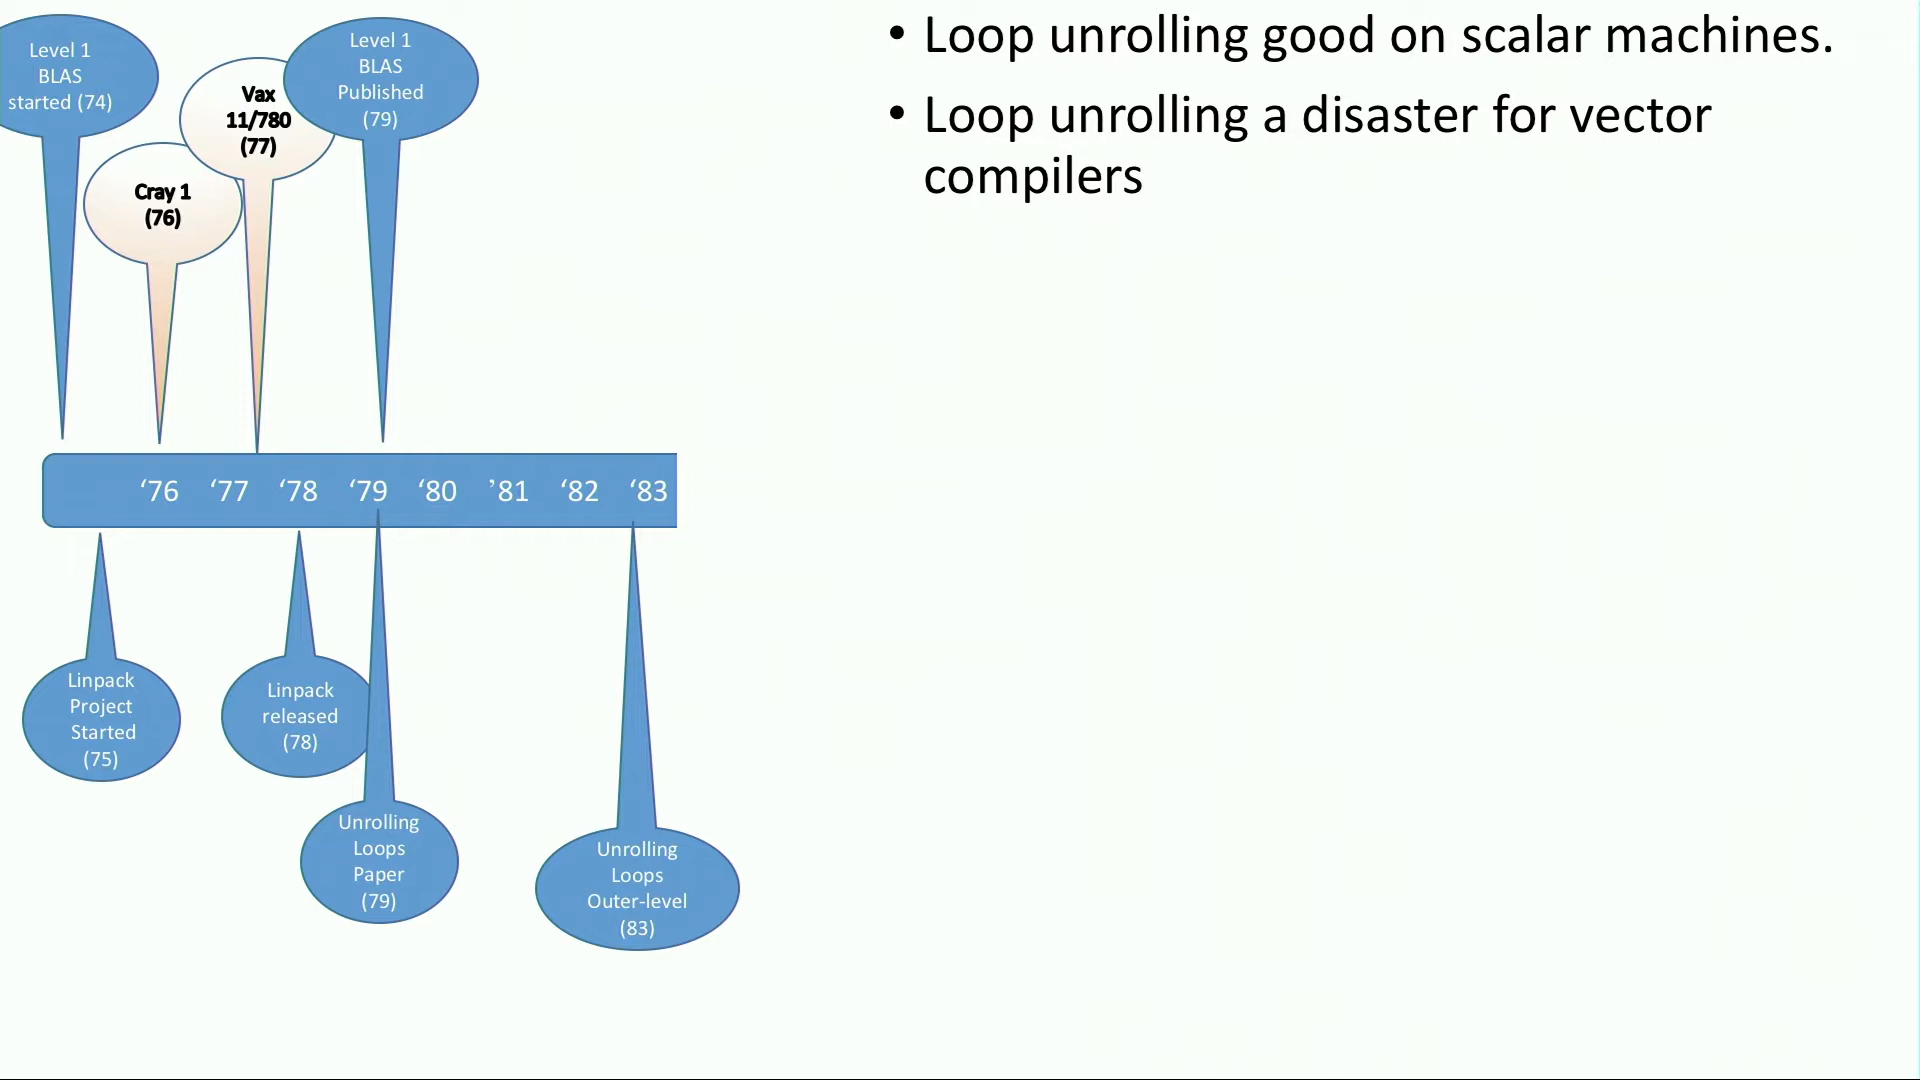 Level 1
BLAS
started (74)
Cray 1
(76)
Vax
11/780
(77)
Level 1
BLAS
Published
(79)
• Loop unrolling good on scalar machines.
• Loop unrolling a disaster for vector
compilers
‘76 ‘77 ‘78 ‘79 ‘80 ’81 ‘82 ‘83
Linpack
Project
Started
(75)
Linpack
released
(78)
Unrolling
Loops
Paper
(79)
Unrolling
Loops
Outer-level
(83)